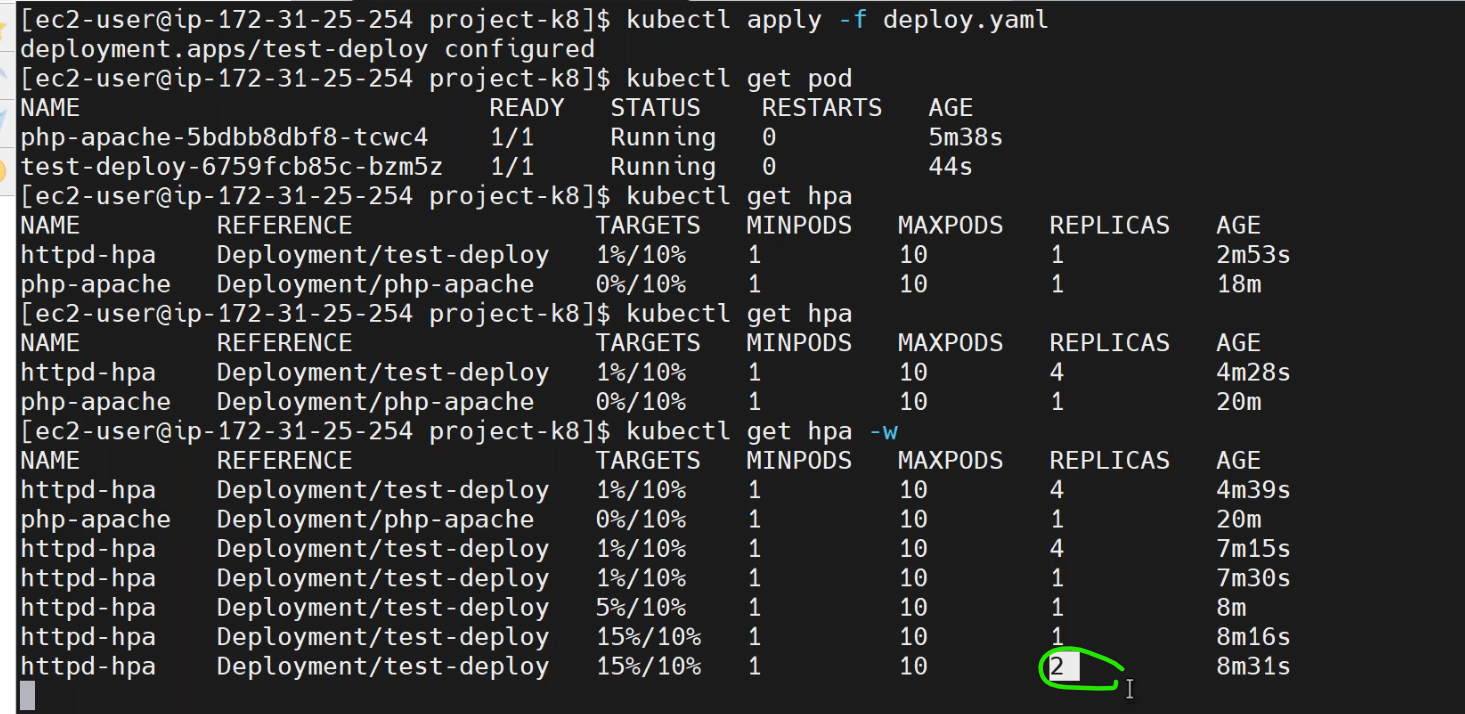 [ec2-user@ip-172-31-25-254 project-k8]$ kubectl apply -f deploy.yaml
deployment.apps/test-deploy configured
[ec2-user@ip-172-31-25-254 project-k8]$ kubectl get pod
NAME READY STATUS RESTARTS AGE
php-apache-5bdbb8dbf8-tcwc4 1/1 Running 0 5m38s
test-deploy-6759fcb85c-bzm5z 1/1 Running 0 44s
[ec2-user@ip-172-31-25-254 project-k8]$ kubectl get hpa
NAME REFERENCE TARGETS MINPODS MAXPODS REPLICAS AGE
httpd-hpa Deployment/test-deploy 1%/10% 1 10 1 2m53s
php-apache Deployment/php-apache 0%/10% 1 10 1 18m
[ec2-user@ip-172-31-25-254 project-k8]$ kubectl get hpa
NAME REFERENCE TARGETS MINPODS MAXPODS REPLICAS AGE
httpd-hpa Deployment/test-deploy 1%/10% 1 10 4 4m28s
php-apache Deployment/php-apache 0%/10% 1 10 1 20m
[ec2-user@ip-172-31-25-254 project-k8]$ kubectl get hpa -w
NAME REFERENCE TARGETS MINPODS MAXPODS REPLICAS AGE
httpd-hpa Deployment/test-deploy 1%/10% 1 10 4 4m39s
php-apache Deployment/php-apache 0%/10% 1 10 1 20m
httpd-hpa Deployment/test-deploy 1%/10% 1 10 4 7m15s
httpd-hpa Deployment/test-deploy 1%/10% 1 10 1 7m30s
httpd-hpa Deployment/test-deploy 5%/10% 1 10 1 8m
httpd-hpa Deployment/test-deploy 15%/10% 1 10 1 8m16s
httpd-hpa Deployment/test-deploy 15%/10% 1 10 2 8m31s